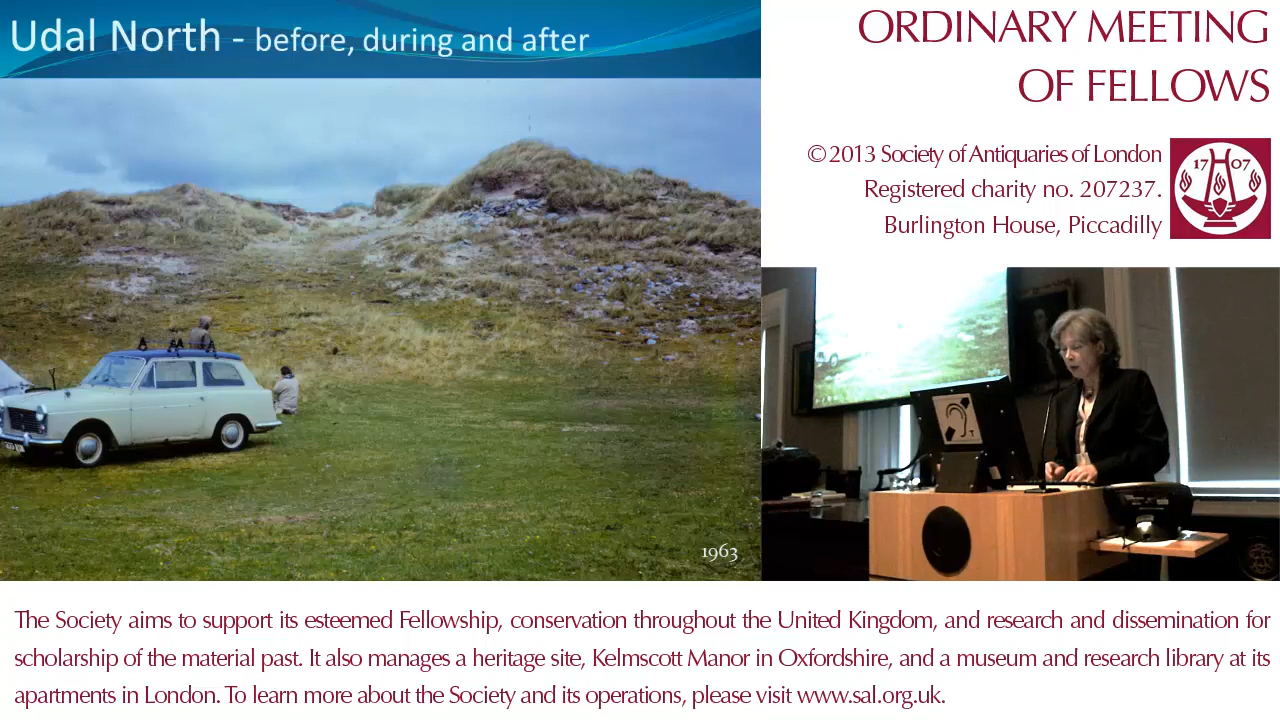 Udal North - before, during and after
1963
ORDINARY MEETING
OF FELLOWS
© 2013 Society of Antiquaries of London
Registered charity no. 207237.
Burlington House, Piccadilly
17 07
T
The Society aims to support its esteemed Fellowship, conservation throughout the United Kingdom, and research and dissemination for
scholarship of the material past. It also manages a heritage site, Kelmscott Manor in Oxfordshire, and a museum and research library at its
apartments in London. To learn more about the Society and its operations, please visit www.sal.org.uk.